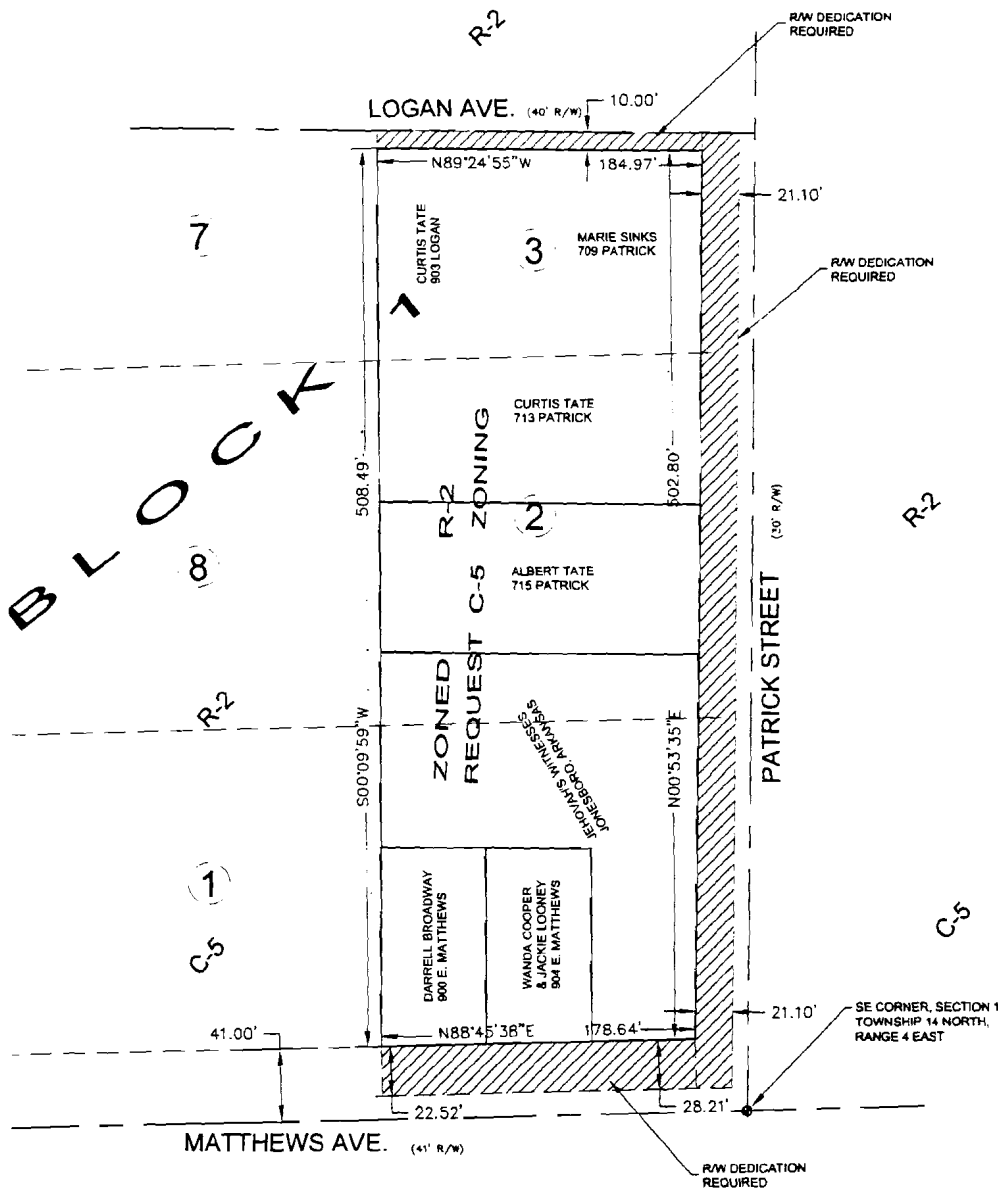 R-2
R/W DEDICATION
REQUIRED
LOGAN AVE. (40' R/W)
10.00'
N89°24'55"W
184.97'
21.10'
7
CURTIS TATE
903 LOGAN
3
MARIE SINKS
709 PATRICK
R/W DEDICATION
REQUIRED
BLOCK 7
CURTIS TATE
713 PATRICK
508.49'
502.80'
ZONED R-2
REQUEST C-5 ZONING
2
R-2
(30' R/W)
8
ALBERT TATE
715 PATRICK
PATRICK STREET
R-2
S00°09'59"W
JEHOVAH'S WITNESSES
JONESBORO, ARKANSAS
N00°53'35"E
1
C-5
DARRELL BROADWAY
900 E. MATTHEWS
WANDA COOPER
& JACKIE LOONEY
904 E. MATTHEWS
C-5
21.10'
SE CORNER, SECTION 1
TOWNSHIP 14 NORTH,
RANGE 4 EAST
41.00'
N88°45'38"E
178.64'
22.52'
28.21'
MATTHEWS AVE. (41' R/W)
R/W DEDICATION
REQUIRED